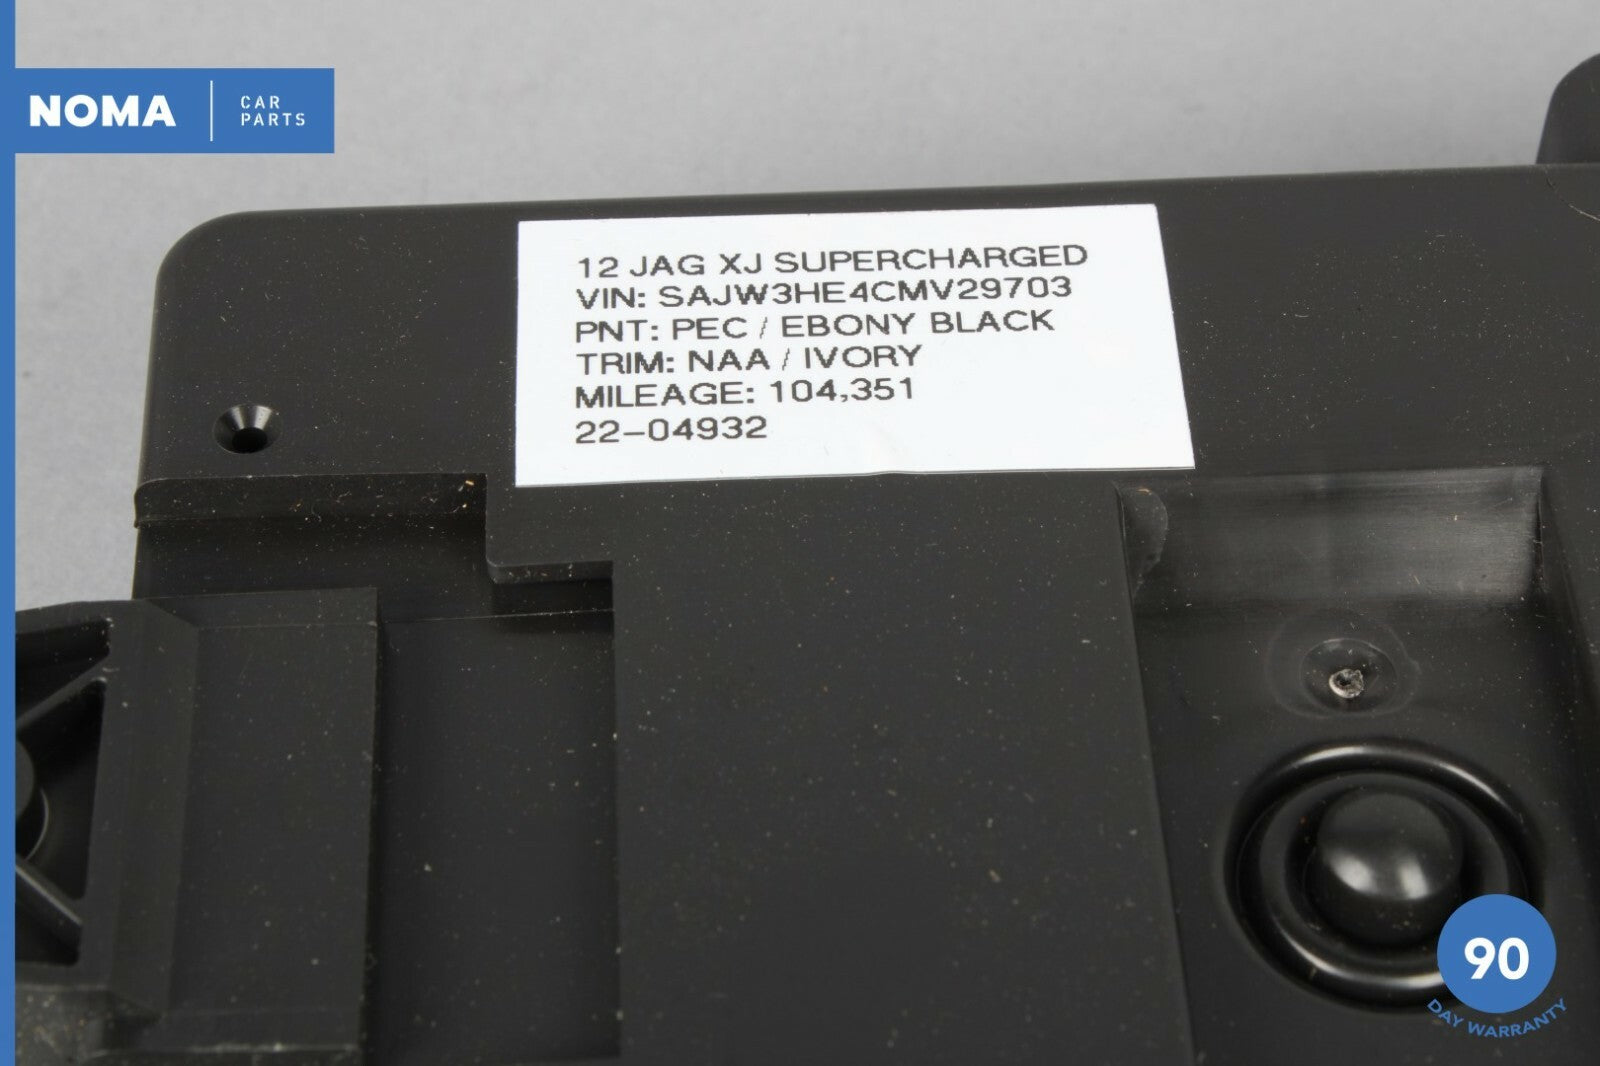 NOMA
CAR
PARTS
12 JAG XJ SUPERCHARGED
VIN: SAJW3HE4CMV29703
PNT: PEC / EBONY BLACK
TRIM: NAA / IVORY
MILEAGE: 104,351
22-04932
90
DAY WARRANTY